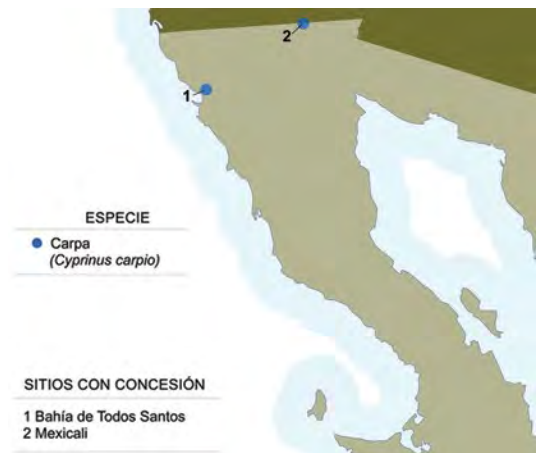 2
1
ESPECIE
Carpa
(Cyprinus carpio)
SITIOS CON CONCESIÓN
1 Bahía de Todos Santos
2 Mexicali